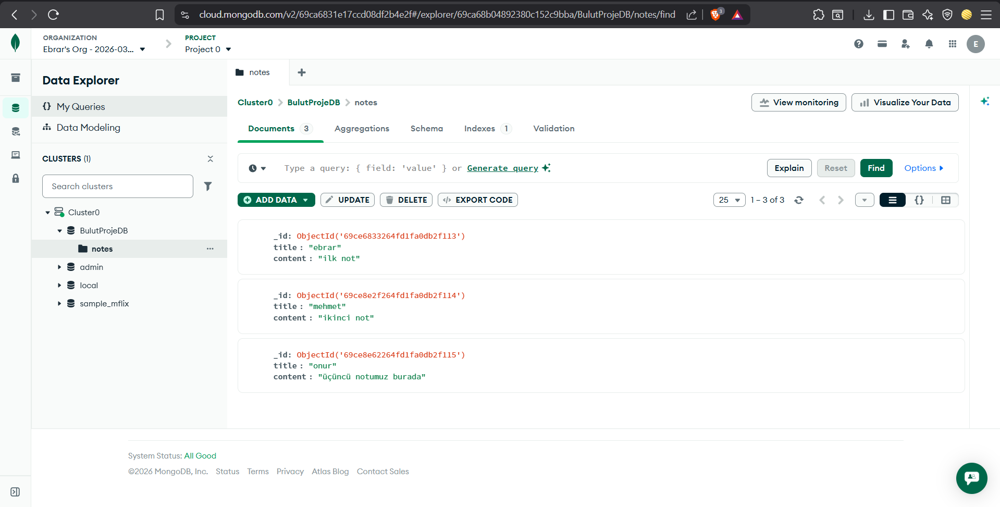 cloud.mongodb.com/v2/69ca6831e17ccd08df2b4e2f#/explorer/69ca68b04892380c152c9bba/BulutProjeDB/notes/find
3
ORGANIZATION
Ebrar's Org - 2026-03...
PROJECT
Project 0
E
Data Explorer
My Queries
Data Modeling
CLUSTERS (1)
Search clusters
Cluster0
BulutProjeDB
notes
admin
local
sample_mflix
notes
Cluster0 BulutProjeDB notes
View monitoring
Visualize Your Data
Documents 3 Aggregations Schema Indexes 1 Validation
Type a query: { field: 'value' } or Generate query
Explain Reset Find Options
ADD DATA UPDATE DELETE EXPORT CODE
25 1 – 3 of 3
_id: ObjectId('69ce6833264fd1fa0db2f113')
title : "ebrar"
content : "ilk not"
_id: ObjectId('69ce8e2f264fd1fa0db2f114')
title : "mehmet"
content : "ikinci not"
_id: ObjectId('69ce8e62264fd1fa0db2f115')
title : "onur"
content : "üçüncü notumuz burada"
System Status: All Good
©2026 MongoDB, Inc. Status Terms Privacy Atlas Blog Contact Sales